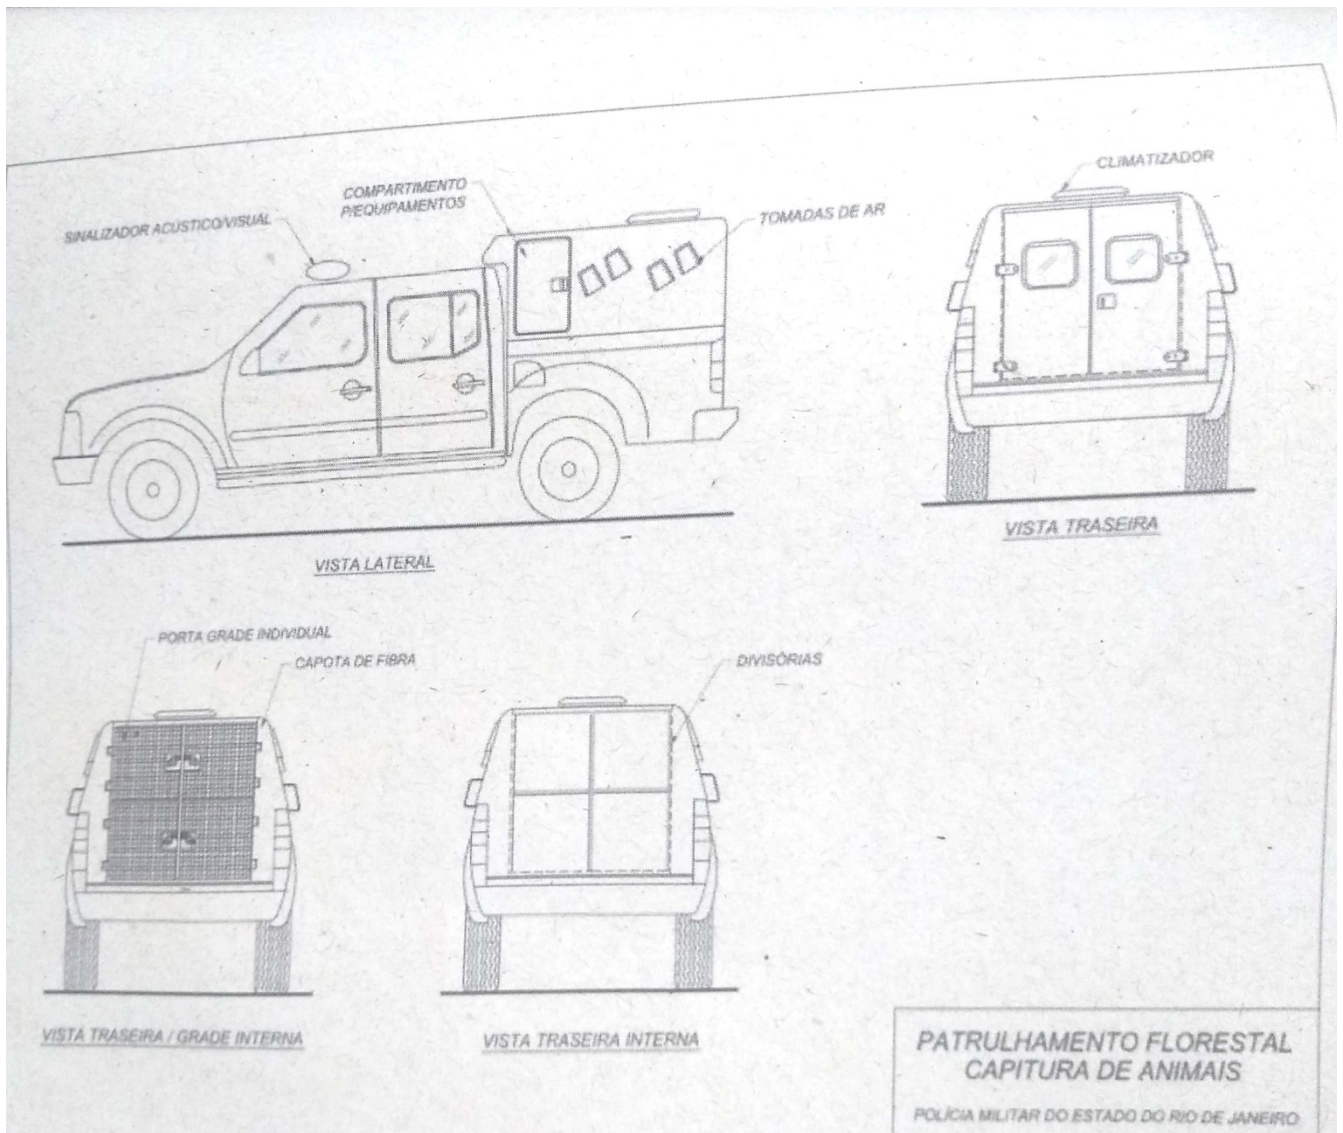 SINALIZADOR ACÚSTICO/VISUAL
COMPARTIMENTO
P/EQUIPAMENTOS
TOMADAS DE AR
CLIMATIZADOR
VISTA LATERAL
VISTA TRASEIRA
PORTA GRADE INDIVIDUAL
CAPOTA DE FIBRA
DIVISÓRIAS
VISTA TRASEIRA / GRADE INTERNA
VISTA TRASEIRA INTERNA
PATRULHAMENTO FLORESTAL
CAPITURA DE ANIMAIS
POLÍCIA MILITAR DO ESTADO DO RIO DE JANEIRO